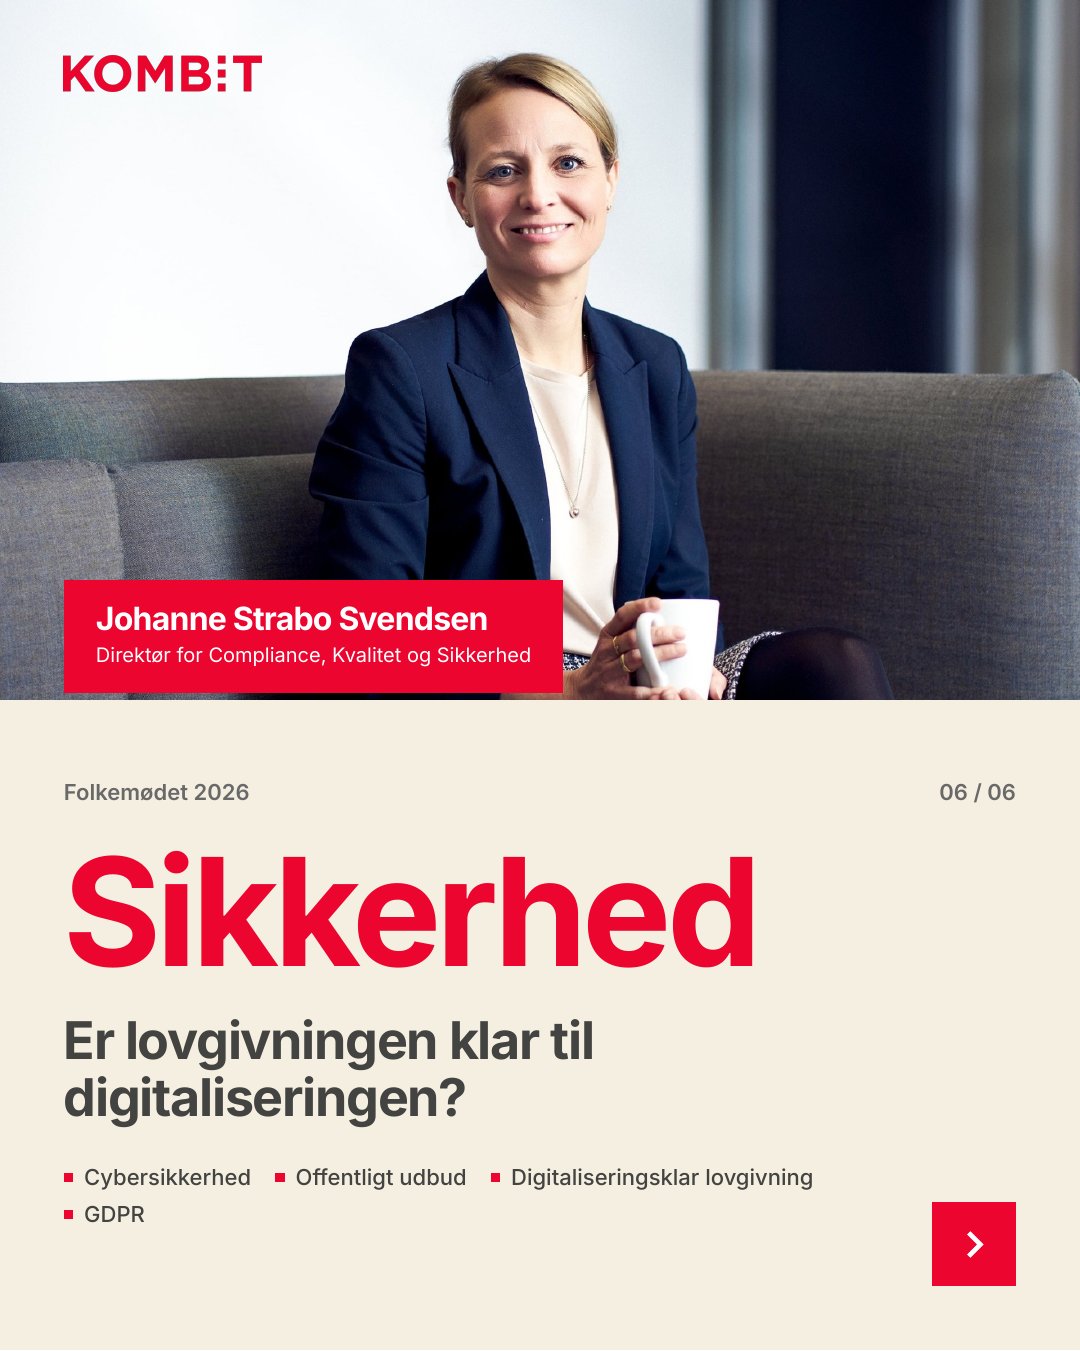 KOMBIT
Johanne Strabo Svendsen
Direktør for Compliance, Kvalitet og Sikkerhed
Folkemødet 2026
06 / 06
Sikkerhed
Er lovgivningen klar til
digitaliseringen?
Cybersikkerhed
Offentligt udbud
Digitaliseringsklar lovgivning
GDPR